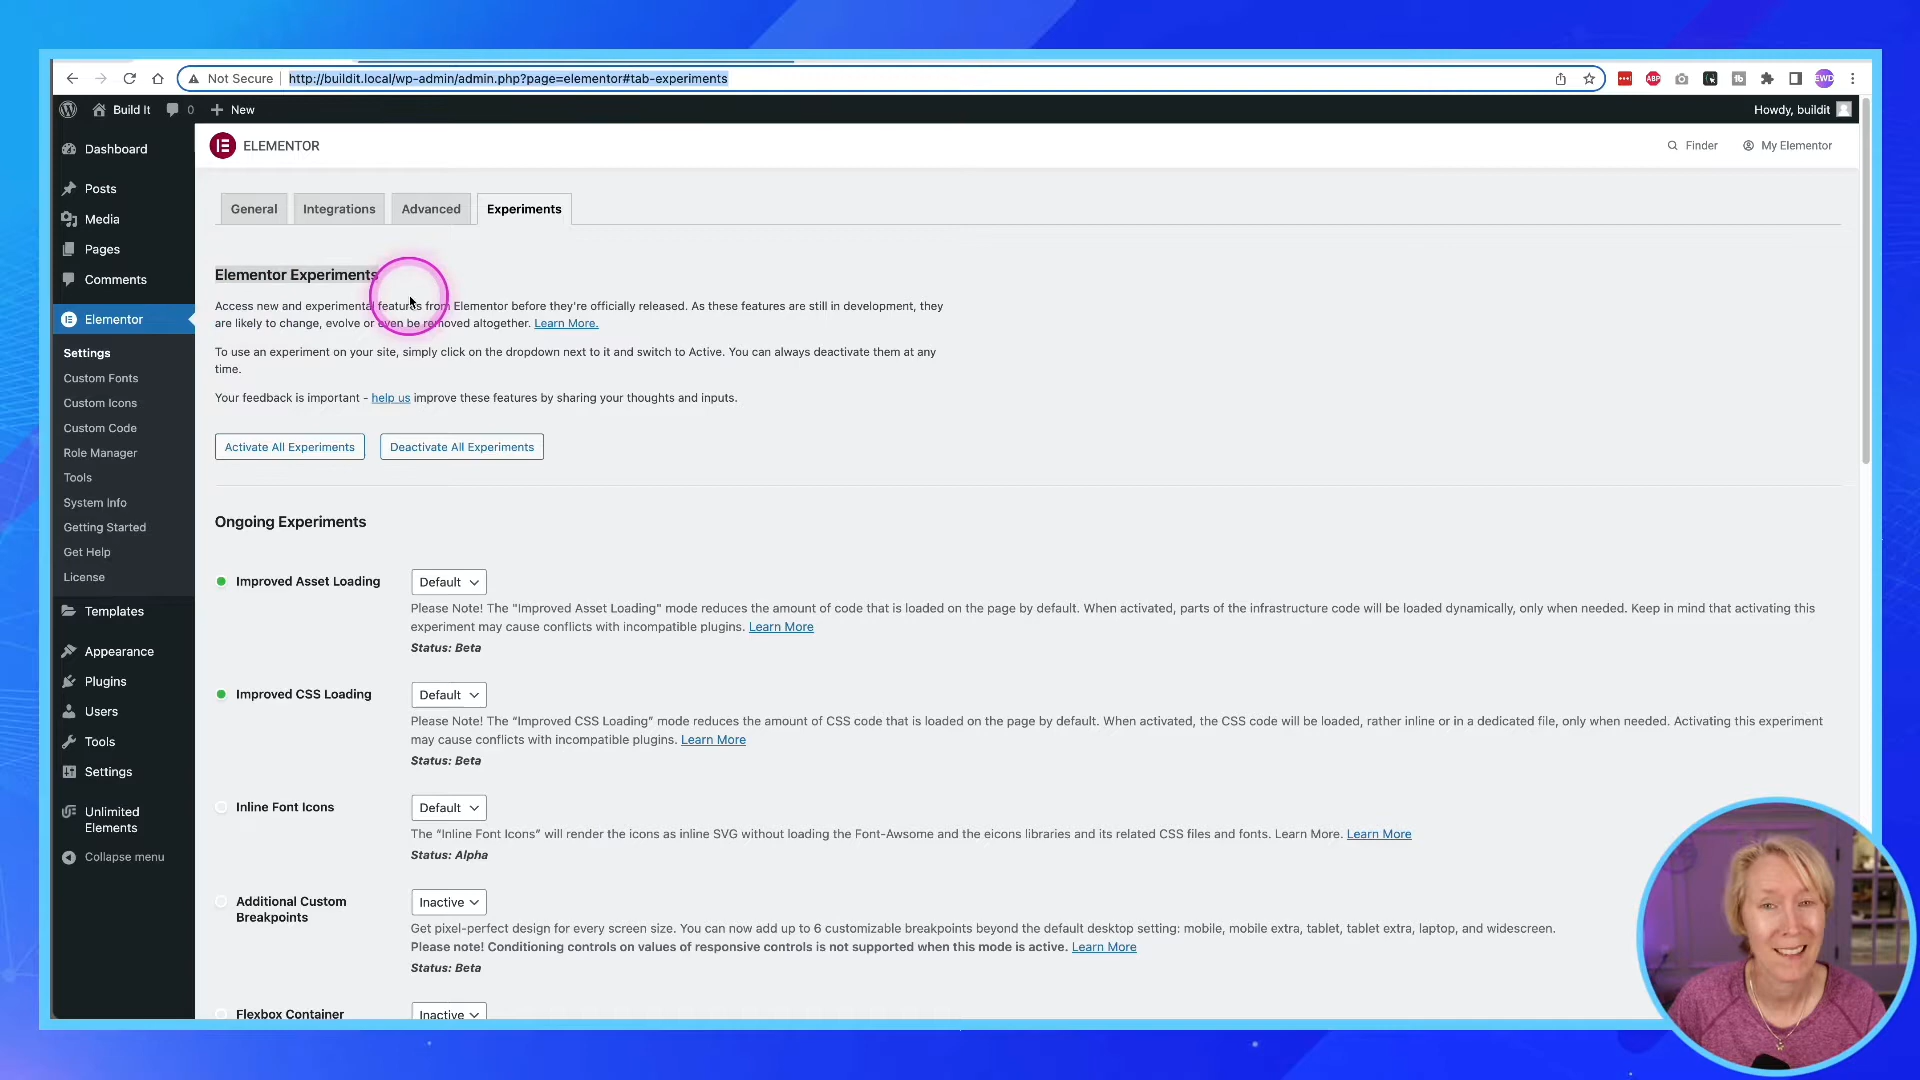 Not Secure http://buildit.local/wp-admin/admin.php?page=elementor#tab-experiments
ABP
EWD
Build It 0 New
Howdy, buildit
Dashboard
Posts
Media
Pages
Comments
Elementor
Settings
Custom Fonts
Custom Icons
Custom Code
Role Manager
Tools
System Info
Getting Started
Get Help
License
Templates
Appearance
Plugins
Users
Tools
Settings
Unlimited
Elements
Collapse menu
ELEMENTOR
Finder My Elementor
General Integrations Advanced Experiments
Elementor Experiments
Access new and experimental features from Elementor before they're officially released. As these features are still in development, they
are likely to change, evolve or even be removed altogether. Learn More.
To use an experiment on your site, simply click on the dropdown next to it and switch to Active. You can always deactivate them at any
time.
Your feedback is important - help us improve these features by sharing your thoughts and inputs.
Activate All Experiments Deactivate All Experiments
Ongoing Experiments
Improved Asset Loading Default
Please Note! The "Improved Asset Loading" mode reduces the amount of code that is loaded on the page by default. When activated, parts of the infrastructure code will be loaded dynamically, only when needed. Keep in mind that activating this
experiment may cause conflicts with incompatible plugins. Learn More
Status: Beta
Improved CSS Loading Default
Please Note! The “Improved CSS Loading” mode reduces the amount of CSS code that is loaded on the page by default. When activated, the CSS code will be loaded, rather inline or in a dedicated file, only when needed. Activating this experiment
may cause conflicts with incompatible plugins. Learn More
Status: Beta
Inline Font Icons Default
The “Inline Font Icons” will render the icons as inline SVG without loading the Font-Awsome and the eicons libraries and its related CSS files and fonts. Learn More. Learn More
Status: Alpha
Additional Custom
Breakpoints
Inactive
Get pixel-perfect design for every screen size. You can now add up to 6 customizable breakpoints beyond the default desktop setting: mobile, mobile extra, tablet, tablet extra, laptop, and widescreen.
Please note! Conditioning controls on values of responsive controls is not supported when this mode is active. Learn More
Status: Beta
Flexbox Container Inactive